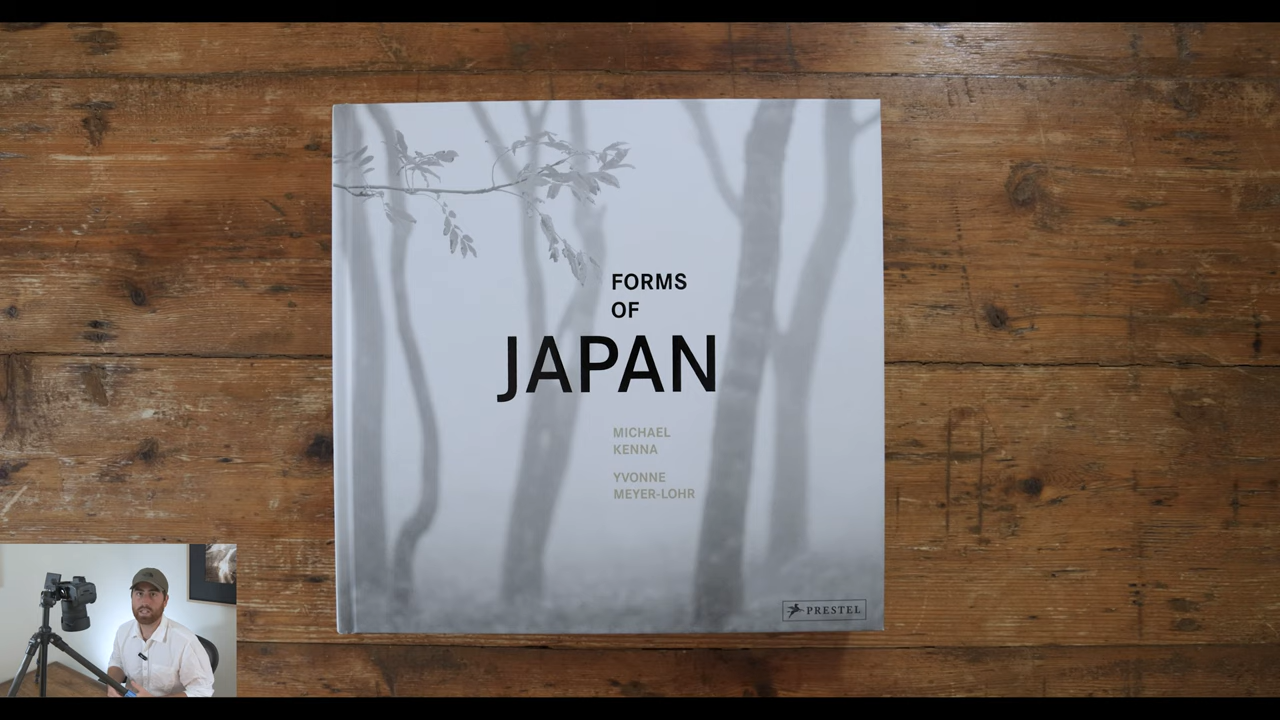 FORMS
OF
JAPAN
MICHAEL
KENNA
YVONNE
MEYER-LOHR
PRESTEL